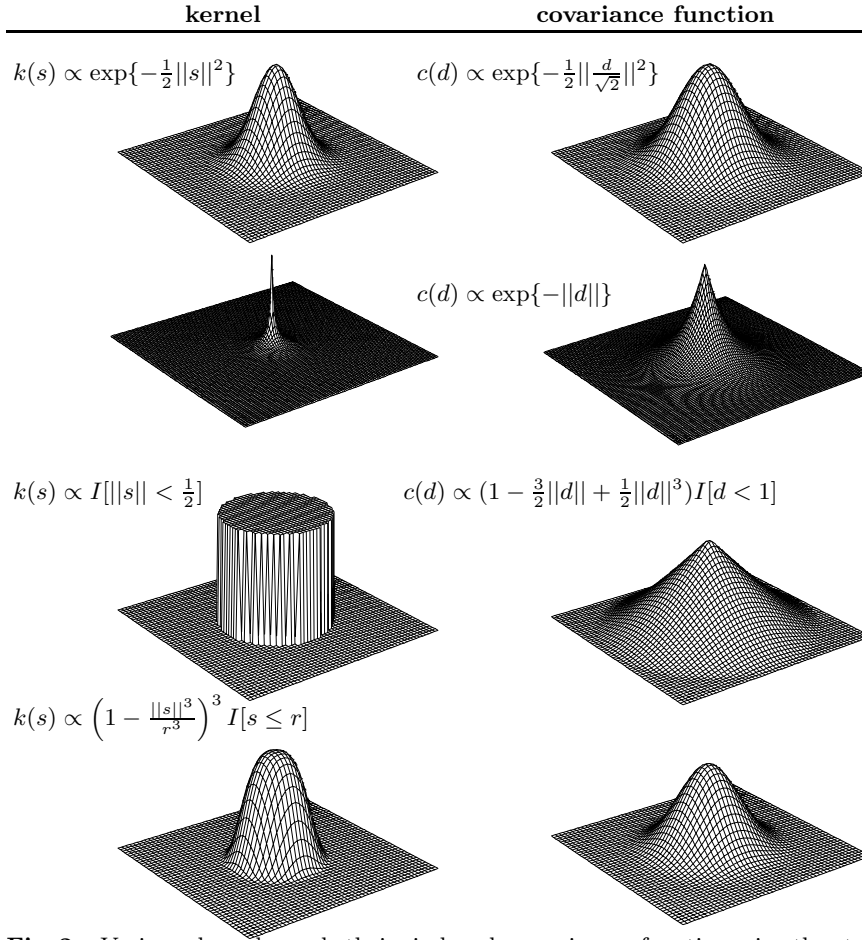 kernel covariance function
k(s) ∝ exp{−½||s||²} c(d) ∝ exp{−½||d/√2||²}
c(d) ∝ exp{−||d||}
k(s) ∝ I[||s|| < ½] c(d) ∝ (1 − 3/2||d|| + ½||d||³)I[d < 1]
k(s) ∝ (1 − ||s||³/r³)³ I[s ≤ r]